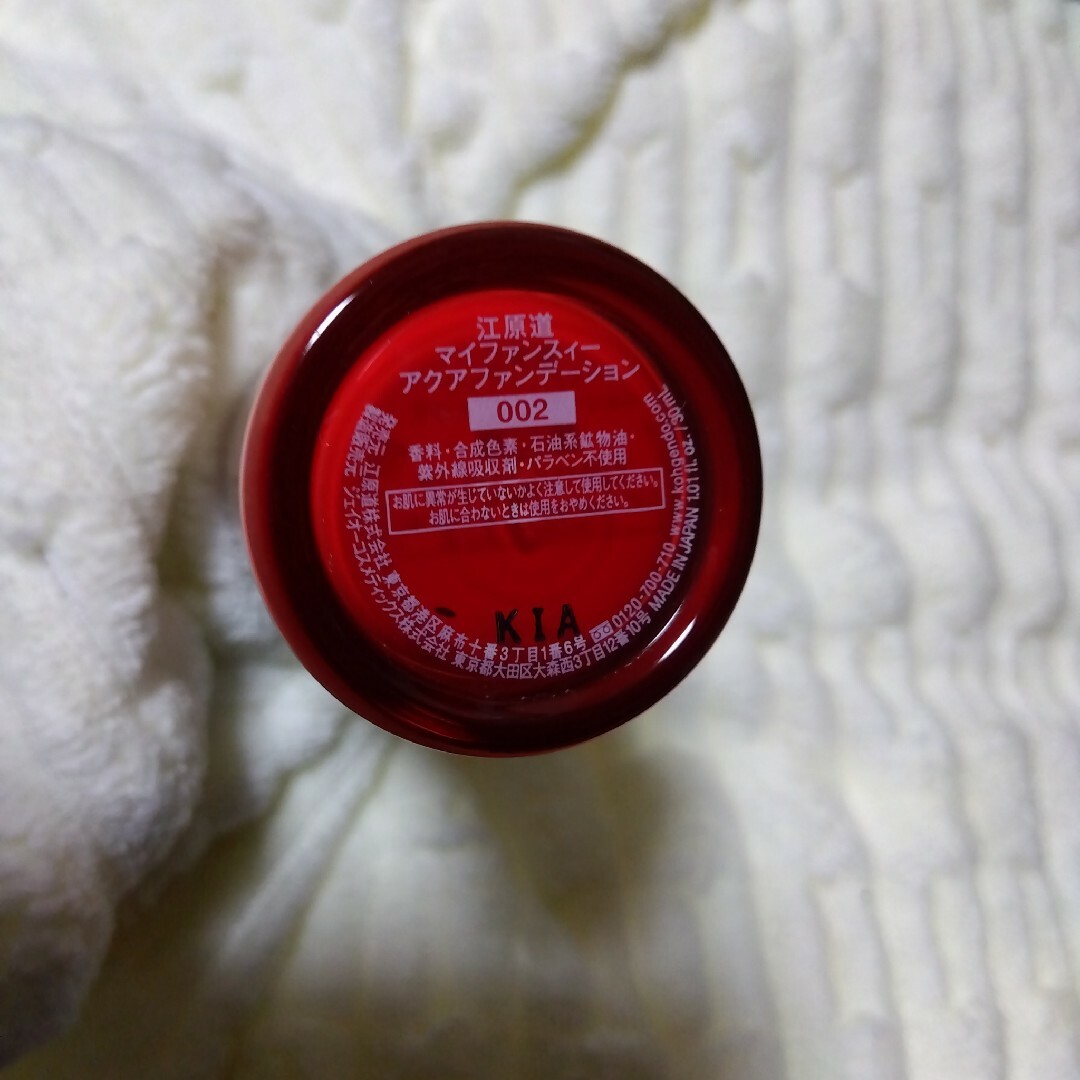 江原道
マイファンスィー
アクアファンデーション
002
香料・合成色素・石油系鉱物油・
紫外線吸収剤・パラベン不使用
お肌に異常が生じていないかよく注意して使用してください。
お肌に合わないときは使用をおやめください。
発売元 江原道株式会社 東京都港区麻布十番3丁目1番6号 0120-700-710 www.kohgendo.com
製造販売元 ジェイオーコスメティックス株式会社 東京都大田区大森西3丁目12番10号 MADE IN JAPAN 1.01 fl. oz. / 30 mL
KIA